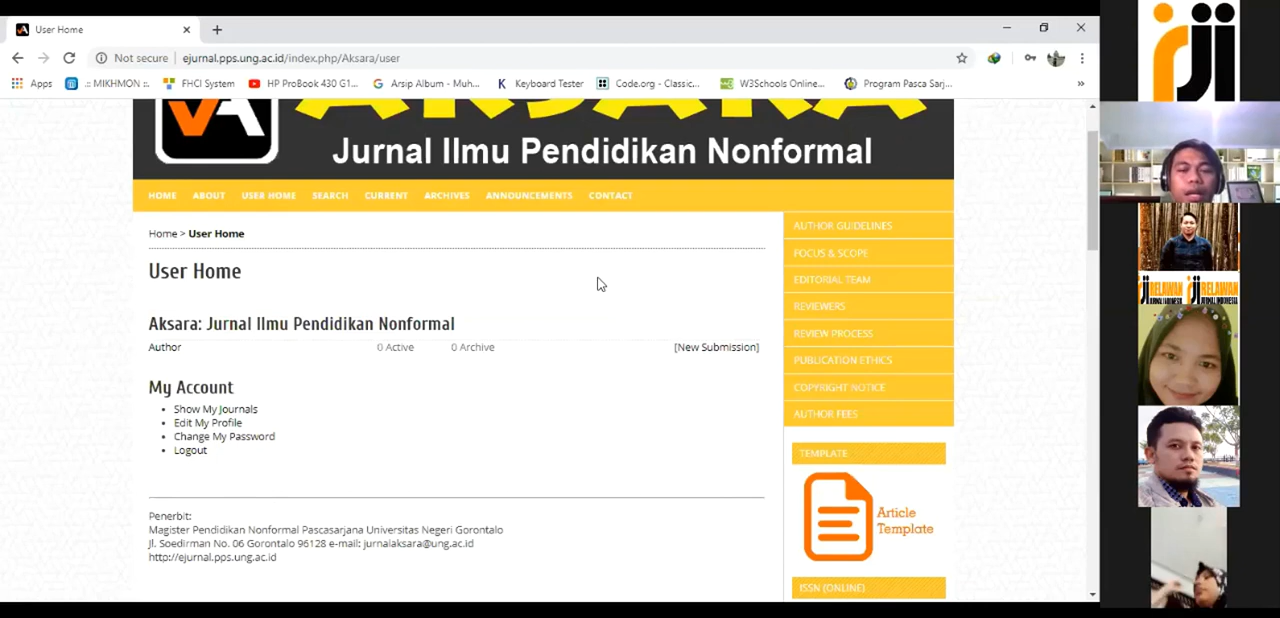 User Home
Not secure
ejurnal.pps.ung.ac.id/index.php/Aksara/user
Apps
.:: MIKHMON ::.
FHCI System
HP ProBook 430 G1...
Arsip Album - Muh...
Keyboard Tester
Code.org - Classic...
W3Schools Online...
Program Pasca Sarj...
»
AKSARA
Jurnal Ilmu Pendidikan Nonformal
HOME ABOUT USER HOME SEARCH CURRENT ARCHIVES ANNOUNCEMENTS CONTACT
Home > User Home
User Home
Aksara: Jurnal Ilmu Pendidikan Nonformal
Author 0 Active 0 Archive [New Submission]
My Account
Show My Journals
Edit My Profile
Change My Password
Logout
Penerbit:
Magister Pendidikan Nonformal Pascasarjana Universitas Negeri Gorontalo
Jl. Soedirman No. 06 Gorontalo 96128 e-mail: jurnalaksara@ung.ac.id
http://ejurnal.pps.ung.ac.id
AUTHOR GUIDELINES
FOCUS & SCOPE
EDITORIAL TEAM
REVIEWERS
REVIEW PROCESS
PUBLICATION ETHICS
COPYRIGHT NOTICE
AUTHOR FEES
TEMPLATE
Article
Template
ISSN (ONLINE)
rji
RELAWAN RELAWAN
JURNAL INDONESIA JURNAL INDONESIA